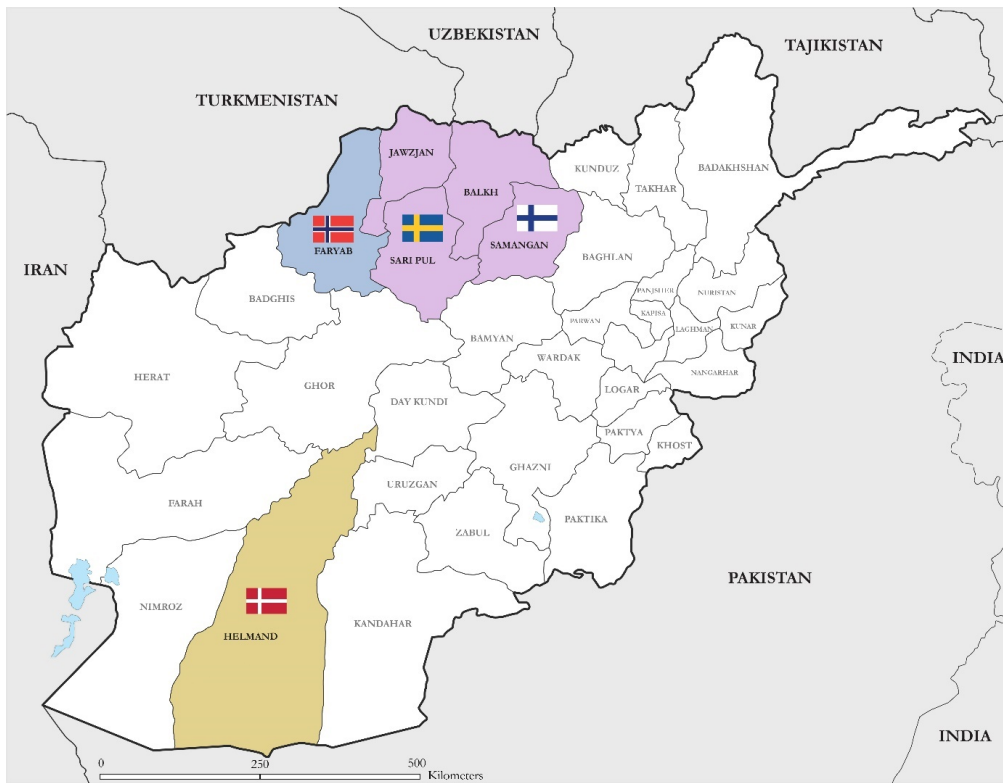 UZBEKISTAN
TAJIKISTAN
TURKMENISTAN
JAWZJAN
KUNDUZ
BADAKHSHAN
TAKHAR
BALKH
FARYAB
SARI PUL
SAMANGAN
BAGHLAN
IRAN
BADGHIS
PANJSHER
NURISTAN
KAPISA
PARWAN
LAGHMAN
KUNAR
BAMYAN
WARDAK
INDIA
HERAT
GHOR
NANGARHAR
LOGAR
DAY KUNDI
PAKTYA
KHOST
GHAZNI
URUZGAN
FARAH
PAKTIKA
ZABUL
PAKISTAN
NIMROZ
HELMAND
KANDAHAR
INDIA
0 250 500
Kilometers